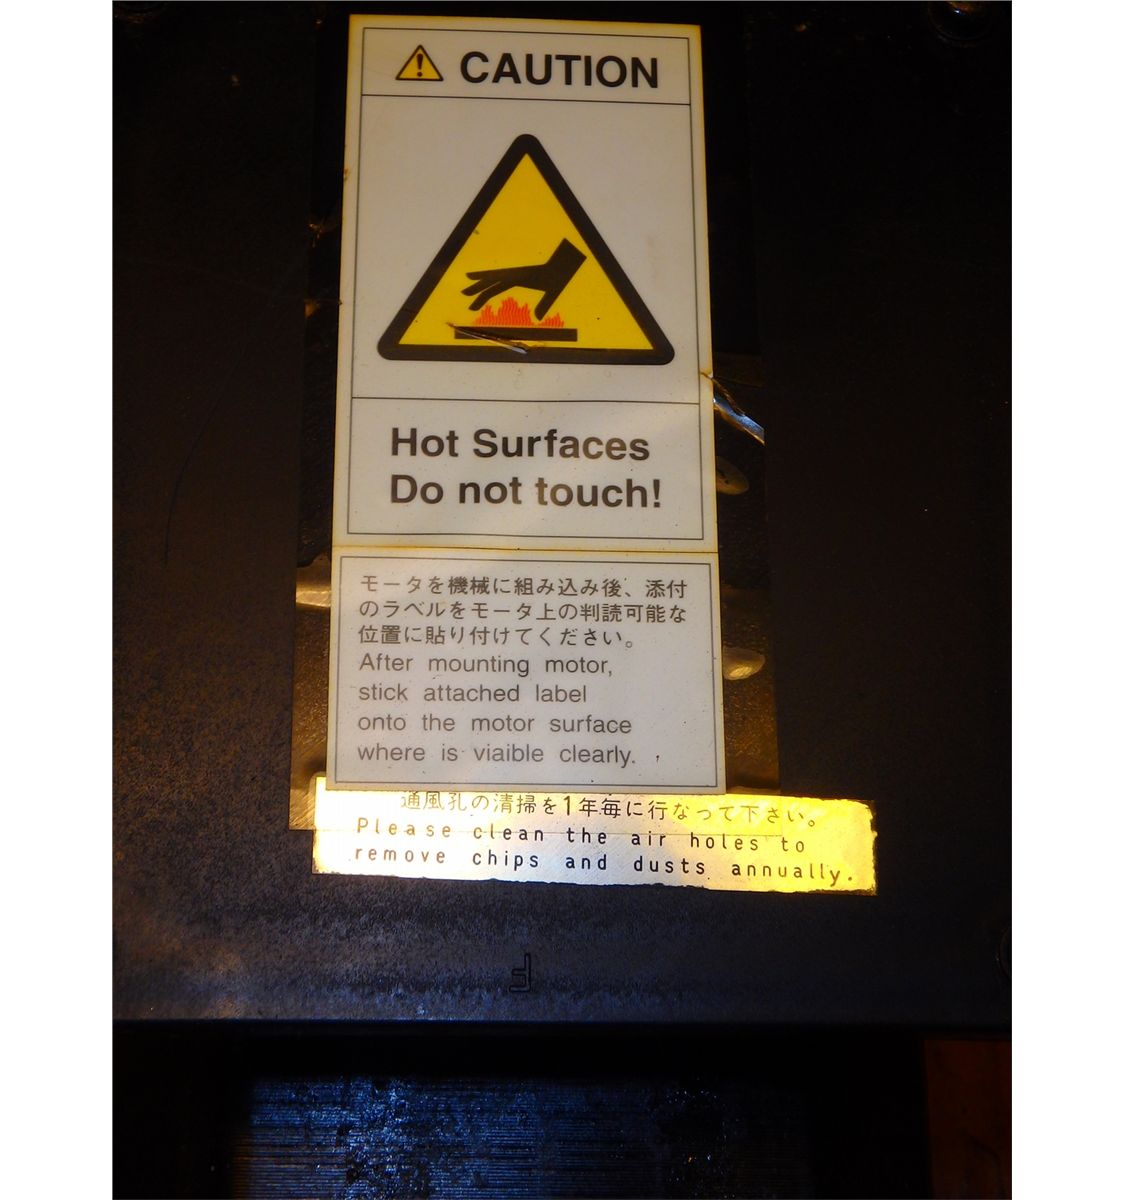 CAUTION
Hot Surfaces
Do not touch!
モータを機械に組み込み後、添付
のラベルをモータ上の判読可能な
位置に貼り付けてください。
After mounting motor,
stick attached label
onto the motor surface
where is viaible clearly.
通風孔の清掃を1年毎に行なって下さい。
Please clean the air holes to
remove chips and dusts annually.